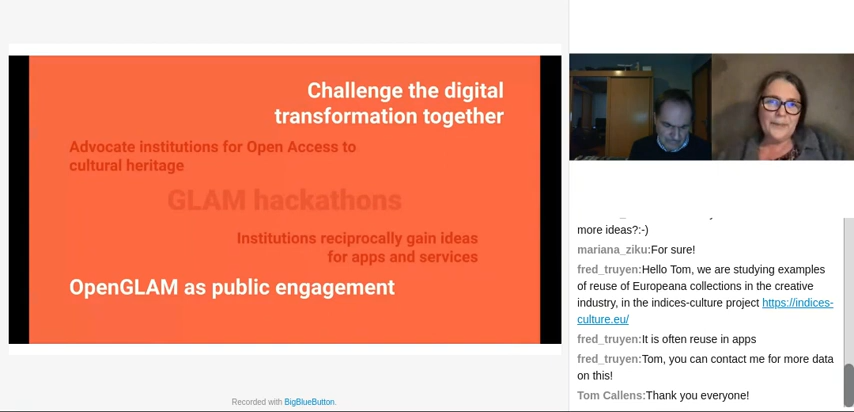 Challenge the digital
transformation together
Advocate institutions for Open Access to
cultural heritage
GLAM hackathons
Institutions reciprocally gain ideas
for apps and services
OpenGLAM as public engagement
Recorded with BigBlueButton.
more ideas?:-)
mariana_ziku:For sure!
fred_truyen:Hello Tom, we are studying examples
of reuse of Europeana collections in the creative
industry, in the indices-culture project https://indices-
culture.eu/
fred_truyen:It is often reuse in apps
fred_truyen:Tom, you can contact me for more data
on this!
Tom Callens:Thank you everyone!